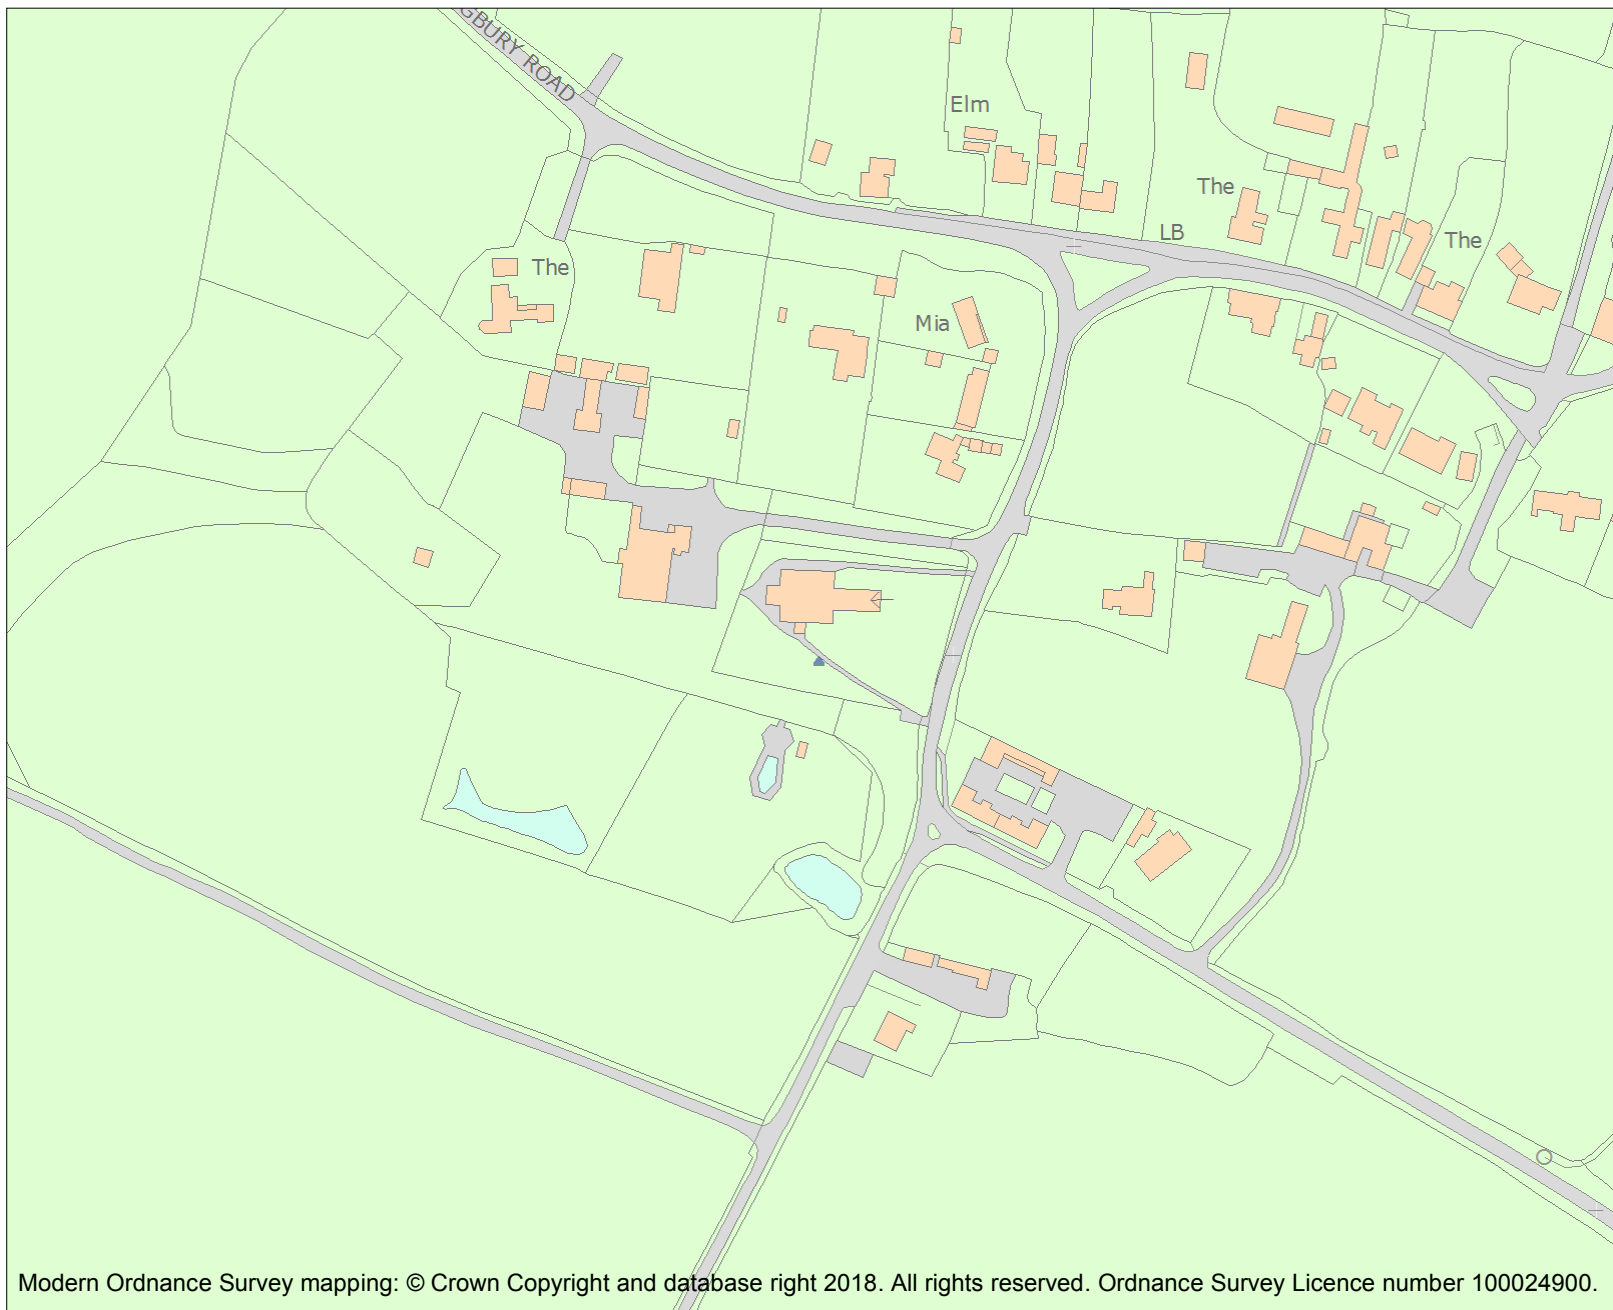 GBURY ROAD
Elm
The
LB
The
The
Mia
Modern Ordnance Survey mapping: © Crown Copyright and database right 2018. All rights reserved. Ordnance Survey Licence number 100024900.